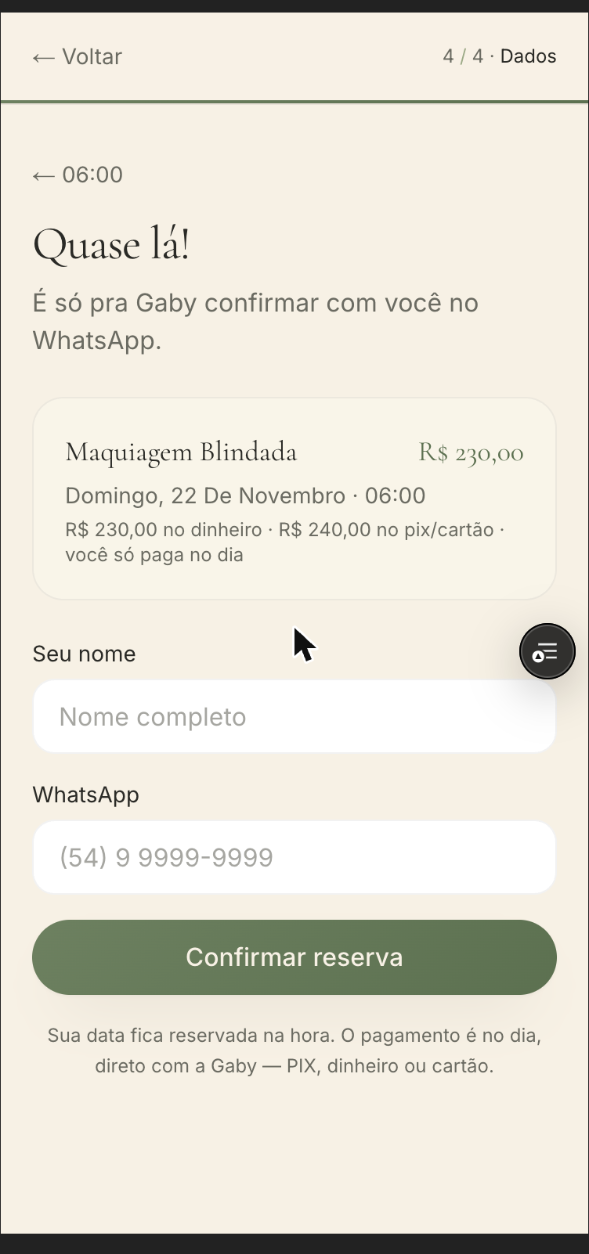 ← Voltar
4 / 4 · Dados
← 06:00
Quase lá!
É só pra Gaby confirmar com você no
WhatsApp.
Maquiagem Blindada
R$ 230,00
Domingo, 22 De Novembro · 06:00
R$ 230,00 no dinheiro · R$ 240,00 no pix/cartão ·
você só paga no dia
Seu nome
Nome completo
WhatsApp
(54) 9 9999-9999
Confirmar reserva
Sua data fica reservada na hora. O pagamento é no dia,
direto com a Gaby — PIX, dinheiro ou cartão.